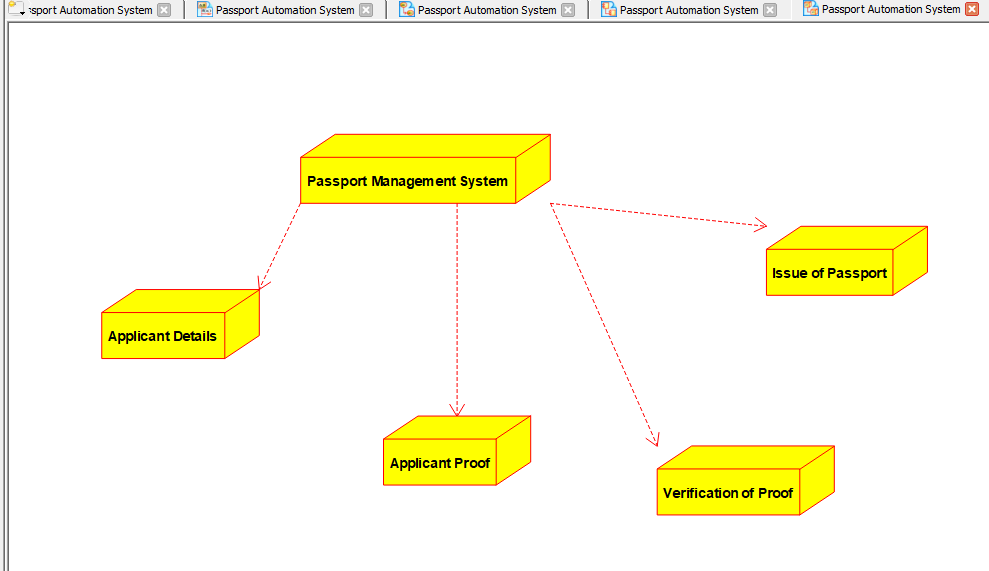 sport Automation System
Passport Automation System
Passport Automation System
Passport Automation System
Passport Automation System
Passport Management System
Issue of Passport
Applicant Details
Applicant Proof
Verification of Proof